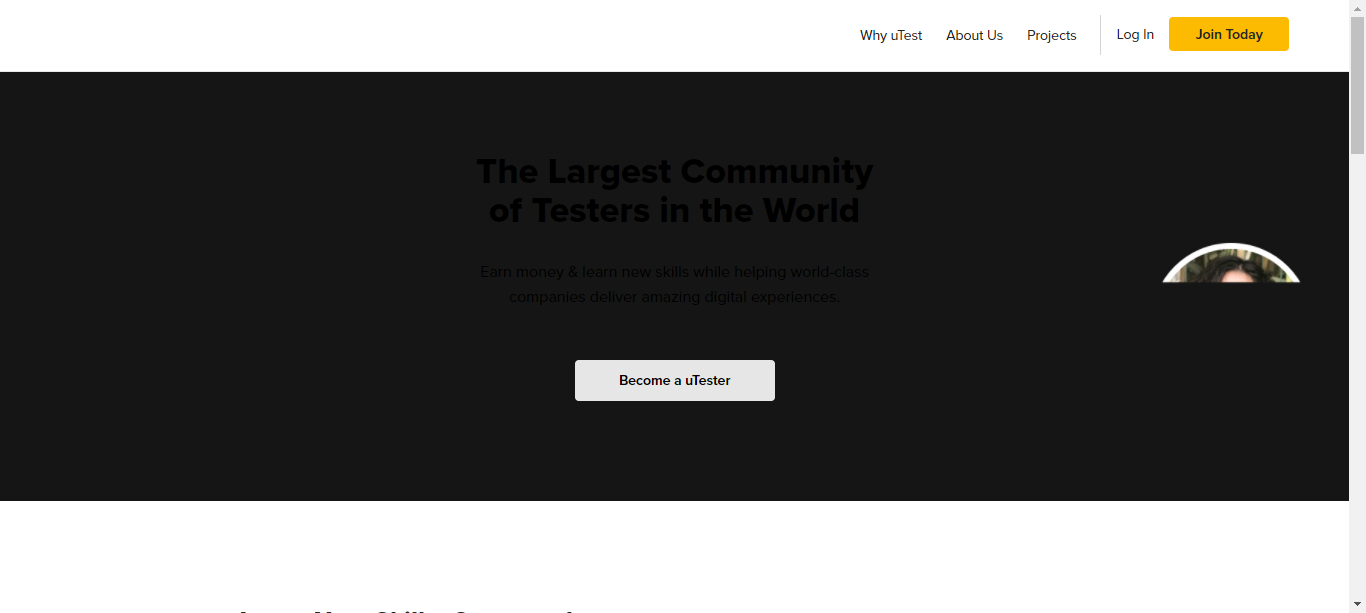 Why uTest
About Us
Projects
Log In
Join Today
The Largest Community
of Testers in the World
Earn money & learn new skills while helping world-class
companies deliver amazing digital experiences.
Become a uTester